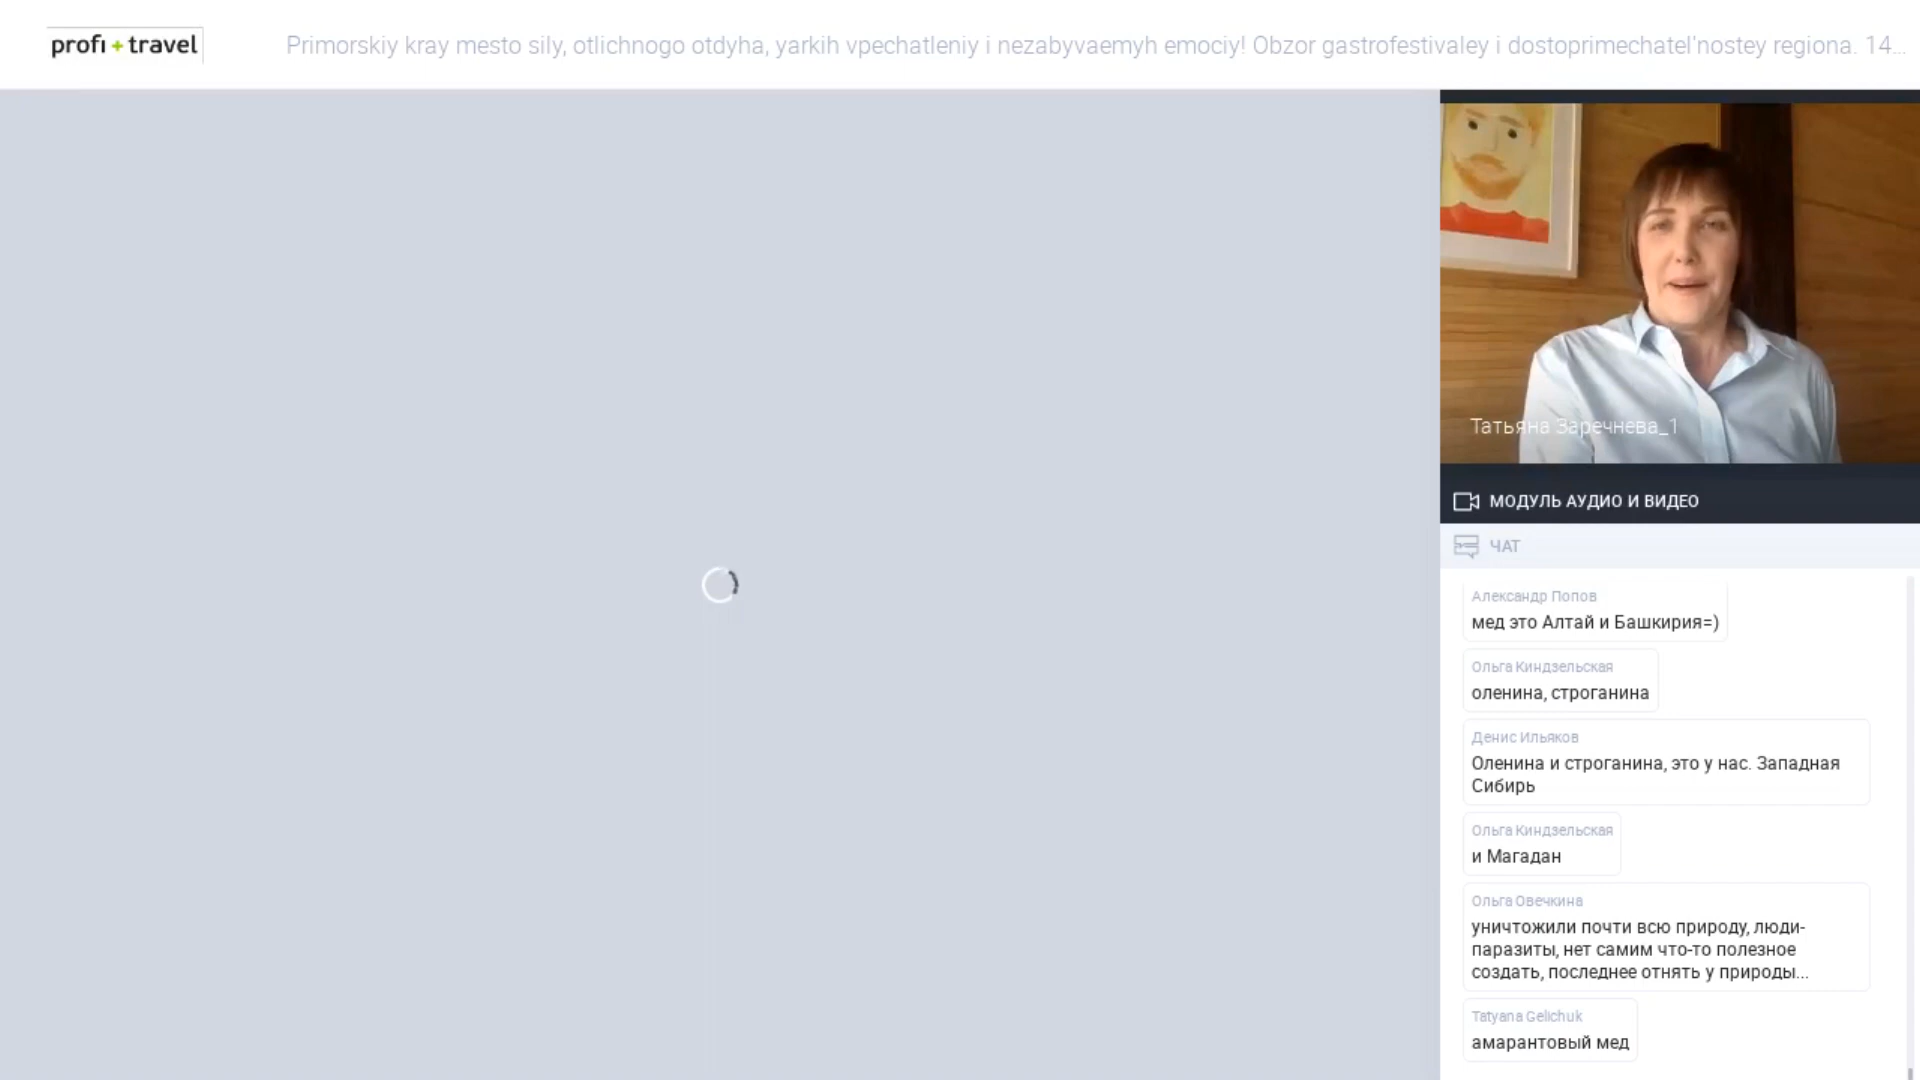 profi + travel
Primorskiy kray mesto sily, otlichnogo otdyha, yarkih vpechatleniy i nezabyvaemyh emociy! Obzor gastrofestivaley i dostoprimechatel'nostey regiona. 14...
Татьяна Заречнева_1
МОДУЛЬ АУДИО И ВИДЕО
ЧАТ
Александр Попов
мед это Алтай и Башкирия=)
Ольга Киндзельская
оленина, строганина
Денис Ильяков
Оленина и строганина, это у нас. Западная
Сибирь
Ольга Киндзельская
и Магадан
Ольга Овечкина
уничтожили почти всю природу, люди-
паразиты, нет самим что-то полезное
создать, последнее отнять у природы...
Tatyana Gelichuk
амарантовый мед